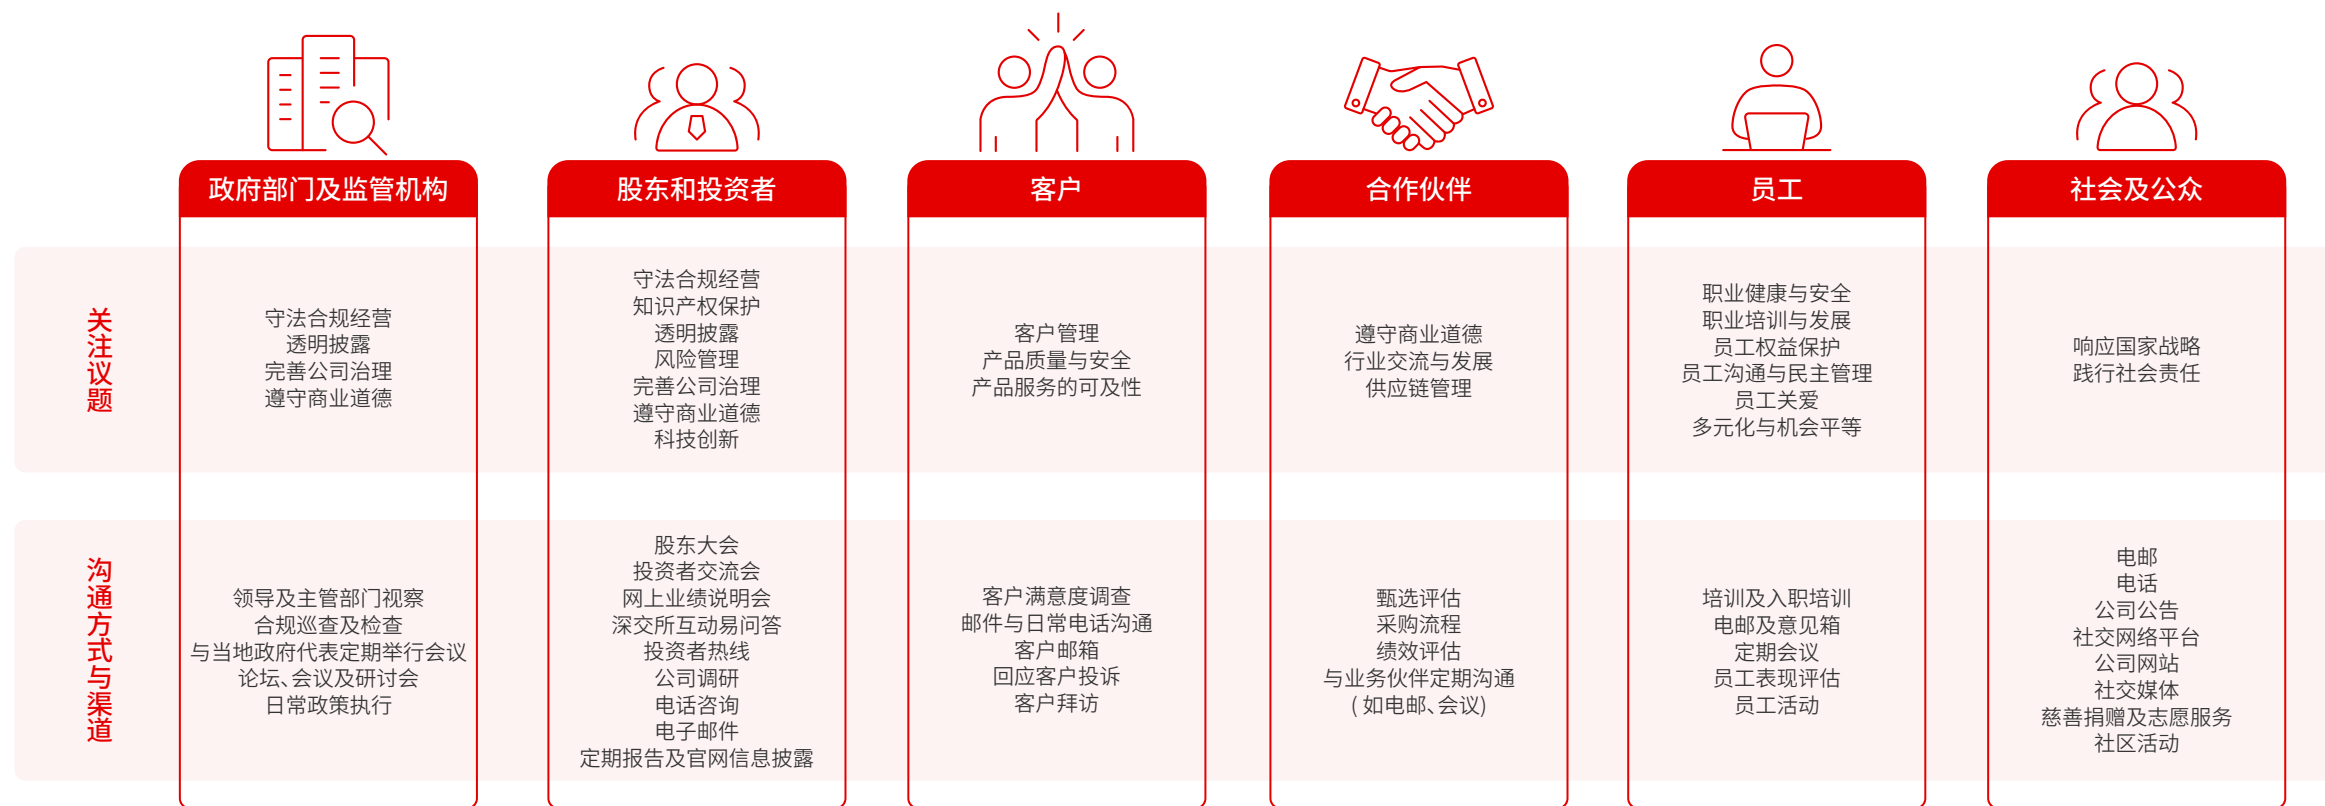 政府部门及监管机构
股东和投资者
客户
合作伙伴
员工
社会及公众
关注议题
守法合规经营
透明披露
完善公司治理
遵守商业道德
守法合规经营
知识产权保护
透明披露
风险管理
完善公司治理
遵守商业道德
科技创新
客户管理
产品质量与安全
产品服务的可及性
遵守商业道德
行业交流与发展
供应链管理
职业健康与安全
职业培训与发展
员工权益保护
员工沟通与民主管理
员工关爱
多元化与机会平等
响应国家战略
践行社会责任
沟通方式与渠道
领导及主管部门视察
合规巡查及检查
与当地政府代表定期举行会议
论坛、会议及研讨会
日常政策执行
股东大会
投资者交流会
网上业绩说明会
深交所互动易问答
投资者热线
公司调研
电话咨询
电子邮件
定期报告及官网信息披露
客户满意度调查
邮件与日常电话沟通
客户邮箱
回应客户投诉
客户拜访
甄选评估
采购流程
绩效评估
与业务伙伴定期沟通
( 如电邮、会议)
培训及入职培训
电邮及意见箱
定期会议
员工表现评估
员工活动
电邮
电话
公司公告
社交网络平台
公司网站
社交媒体
慈善捐赠及志愿服务
社区活动